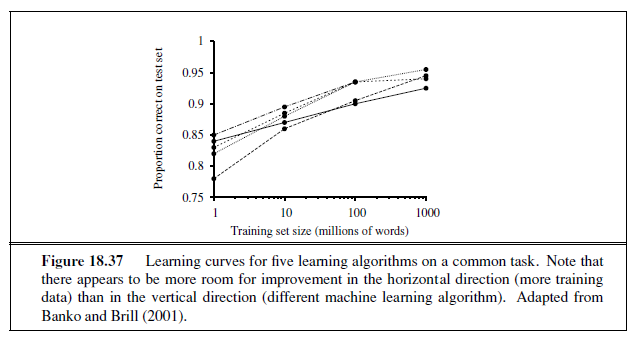 1
0.95
0.9
0.85
0.8
0.75
Proportion correct on test set
1 10 100 1000
Training set size (millions of words)
Figure 18.37 Learning curves for five learning algorithms on a common task. Note that
there appears to be more room for improvement in the horizontal direction (more training
data) than in the vertical direction (different machine learning algorithm). Adapted from
Banko and Brill (2001).